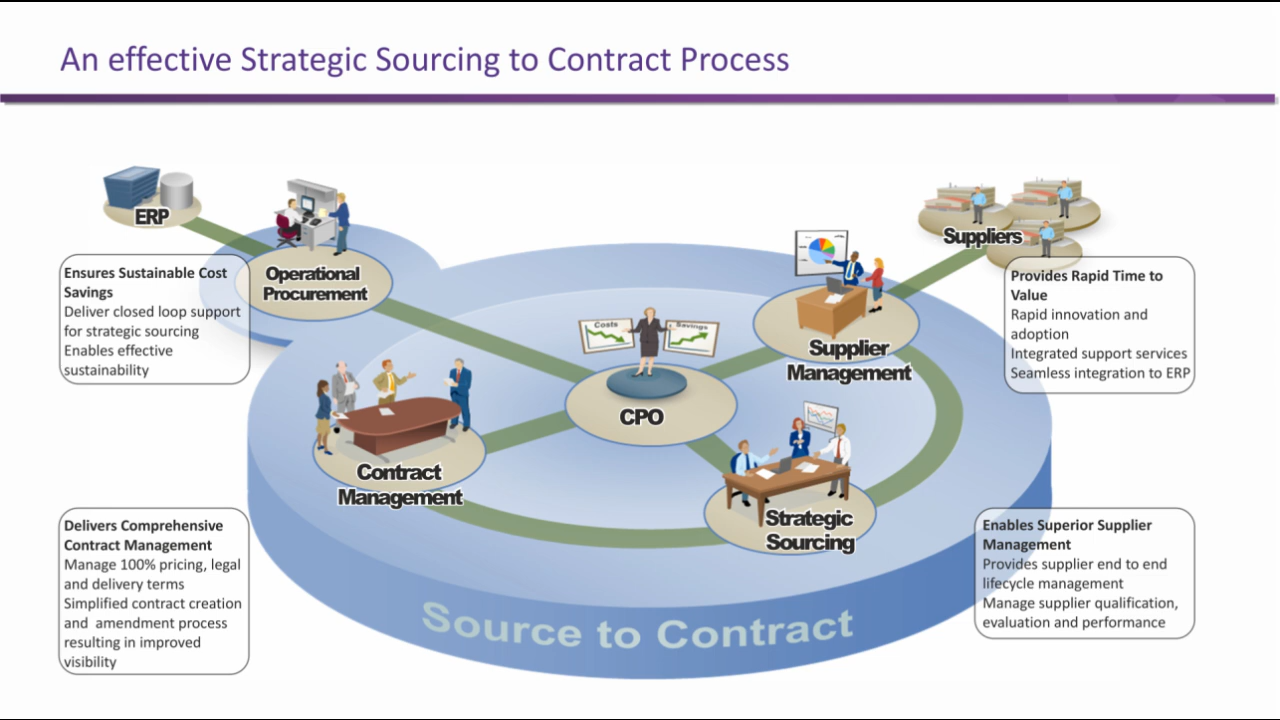 An effective Strategic Sourcing to Contract Process
ERP
Operational
Procurement
Suppliers
Ensures Sustainable Cost
Savings
Deliver closed loop support
for strategic sourcing
Enables effective
sustainability
Provides Rapid Time to
Value
Rapid innovation and
adoption
Integrated support services
Seamless integration to ERP
Costs
Savings
CPO
Supplier
Management
Contract
Management
Strategic
Sourcing
Delivers Comprehensive
Contract Management
Manage 100% pricing, legal
and delivery terms
Simplified contract creation
and amendment process
resulting in improved
visibility
Enables Superior Supplier
Management
Provides supplier end to end
lifecycle management
Manage supplier qualification,
evaluation and performance
Source to Contract